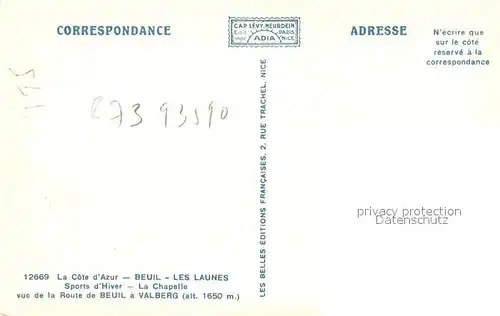 CORRESPONDANCE
CAP. LÉVY-NEURDEIN
PARIS
ADIA
NICE
ADRESSE
N'écrire que
sur le côté
réservé à la
correspondance
LES BELLES ÉDITIONS FRANÇAISES, 2, RUE TRACHEL, NICE
privacy protection
12669 La Côte d'Azur — BEUIL - LES LAUNES
Sports d'Hiver — La Chapelle
vue de la Route de BEUIL à VALBERG (alt. 1650 m.)